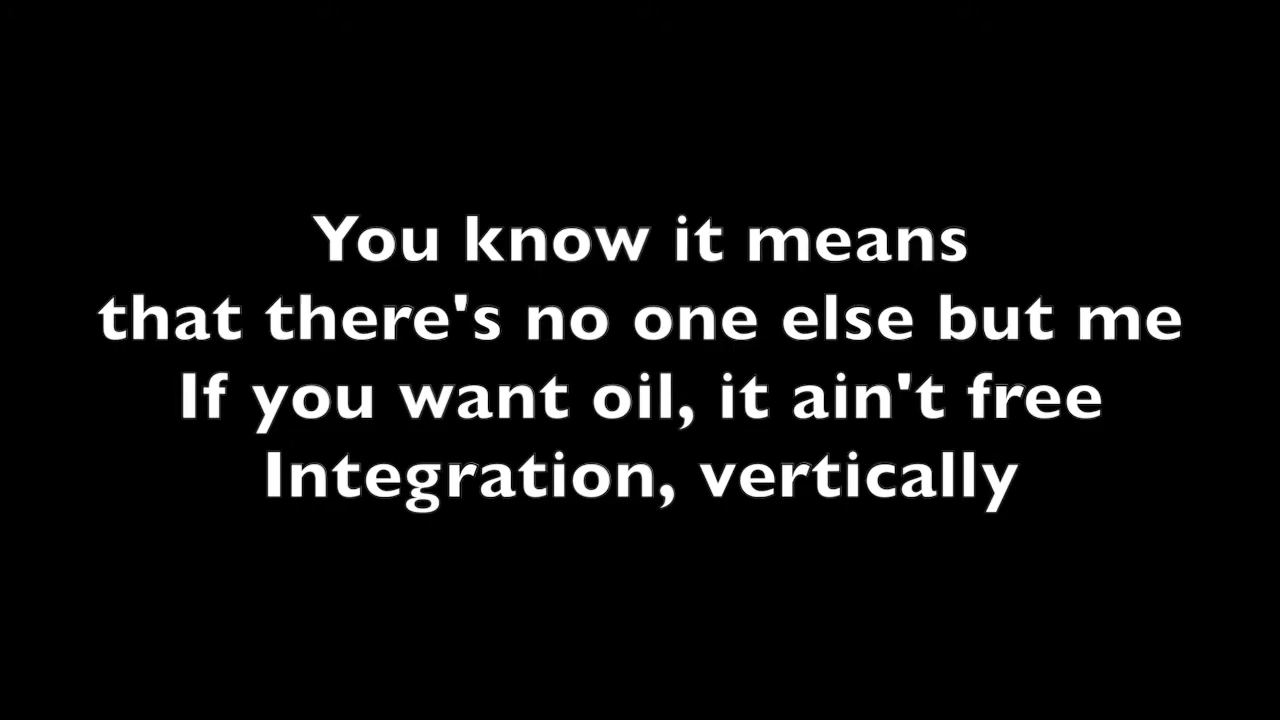 You know it means
that there's no one else but me
If you want oil, it ain't free
Integration, vertically